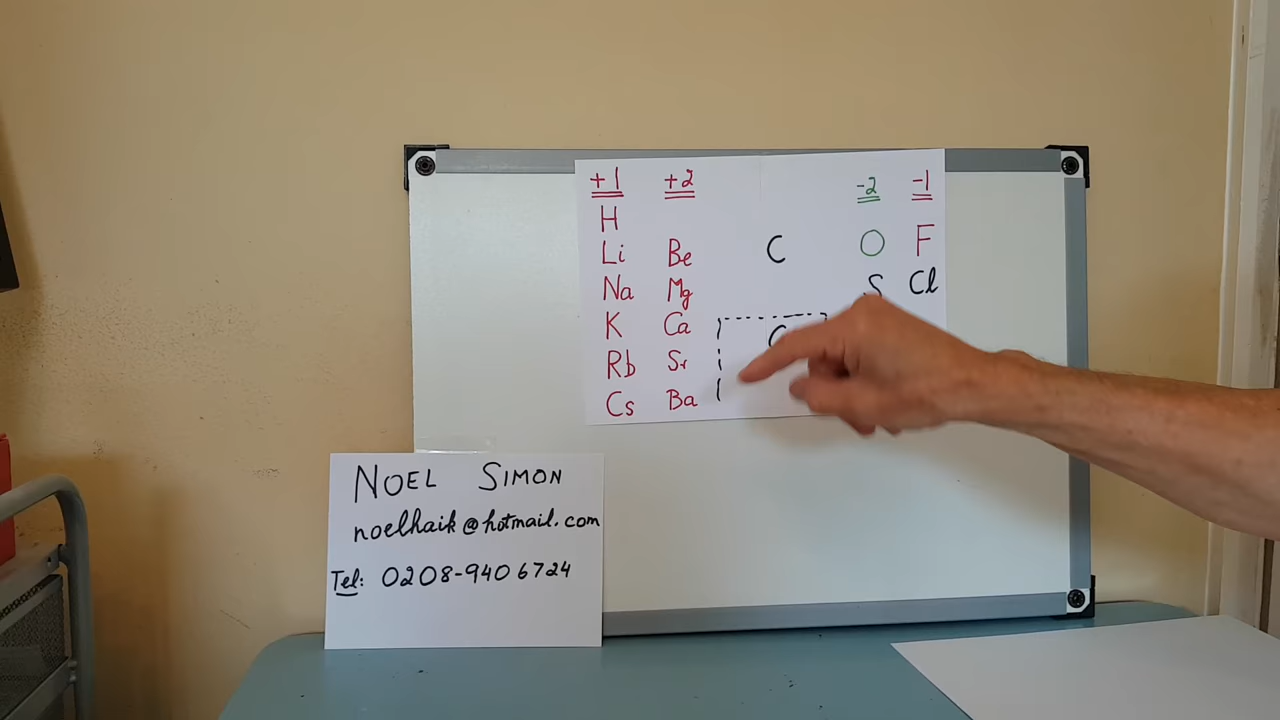 +1 +2 -2 -1
H
Li Be C O F
Na Mg S Cl
K Ca
Rb Sr
Cs Ba
NOEL SIMON
noelhaik@hotmail.com
Tel: 0208-940 6724